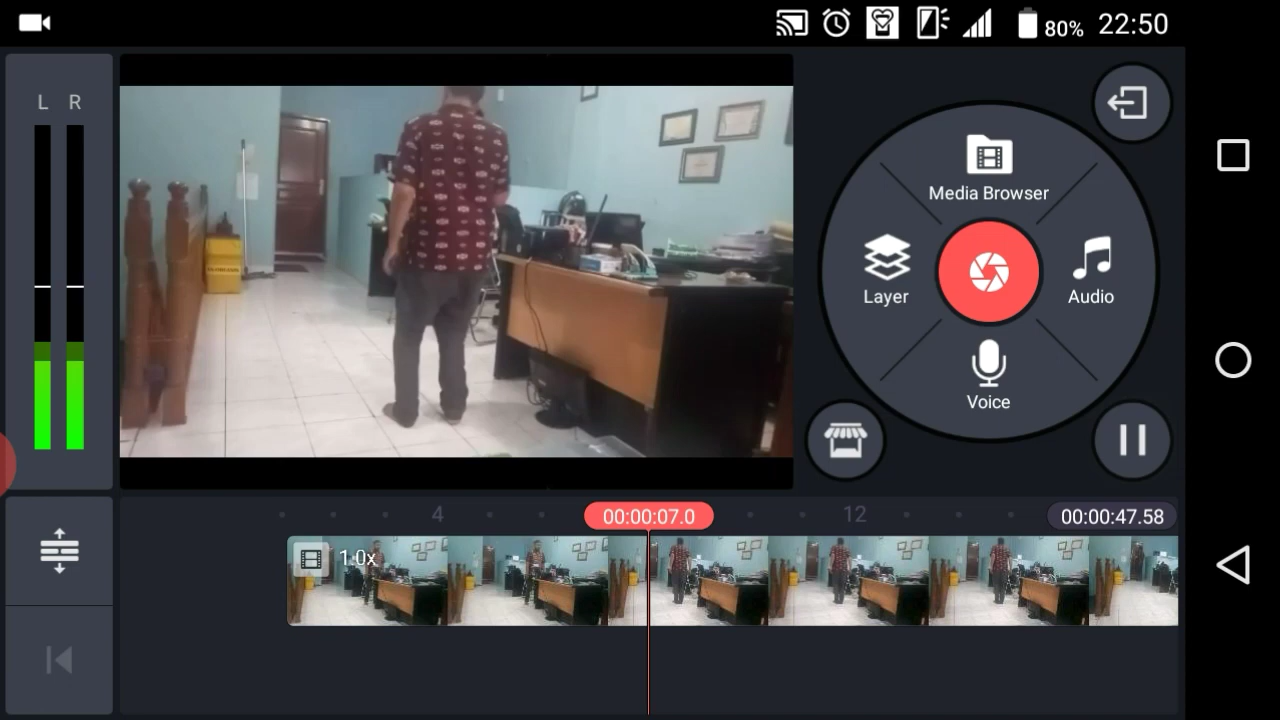 80% 22:50
L R
Media Browser
Layer
Audio
Voice
4
00:00:07.0
12
00:00:47.58
1.0x